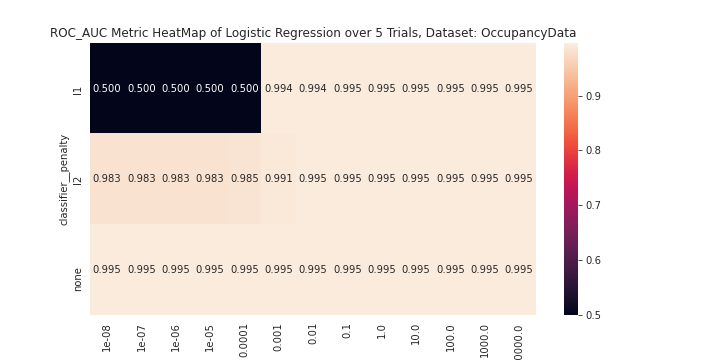 ROC_AUC Metric HeatMap of Logistic Regression over 5 Trials, Dataset: OccupancyData
l1 0.500 0.500 0.500 0.500 0.500 0.994 0.994 0.995 0.995 0.995 0.995 0.995 0.995
l2 0.983 0.983 0.983 0.983 0.985 0.991 0.995 0.995 0.995 0.995 0.995 0.995 0.995
none 0.995 0.995 0.995 0.995 0.995 0.995 0.995 0.995 0.995 0.995 0.995 0.995 0.995
classifier__penalty
1e-08 1e-07 1e-06 1e-05 0.0001 0.001 0.01 0.1 1.0 10.0 100.0 1000.0 0000.0
0.9
0.8
0.7
0.6
0.5